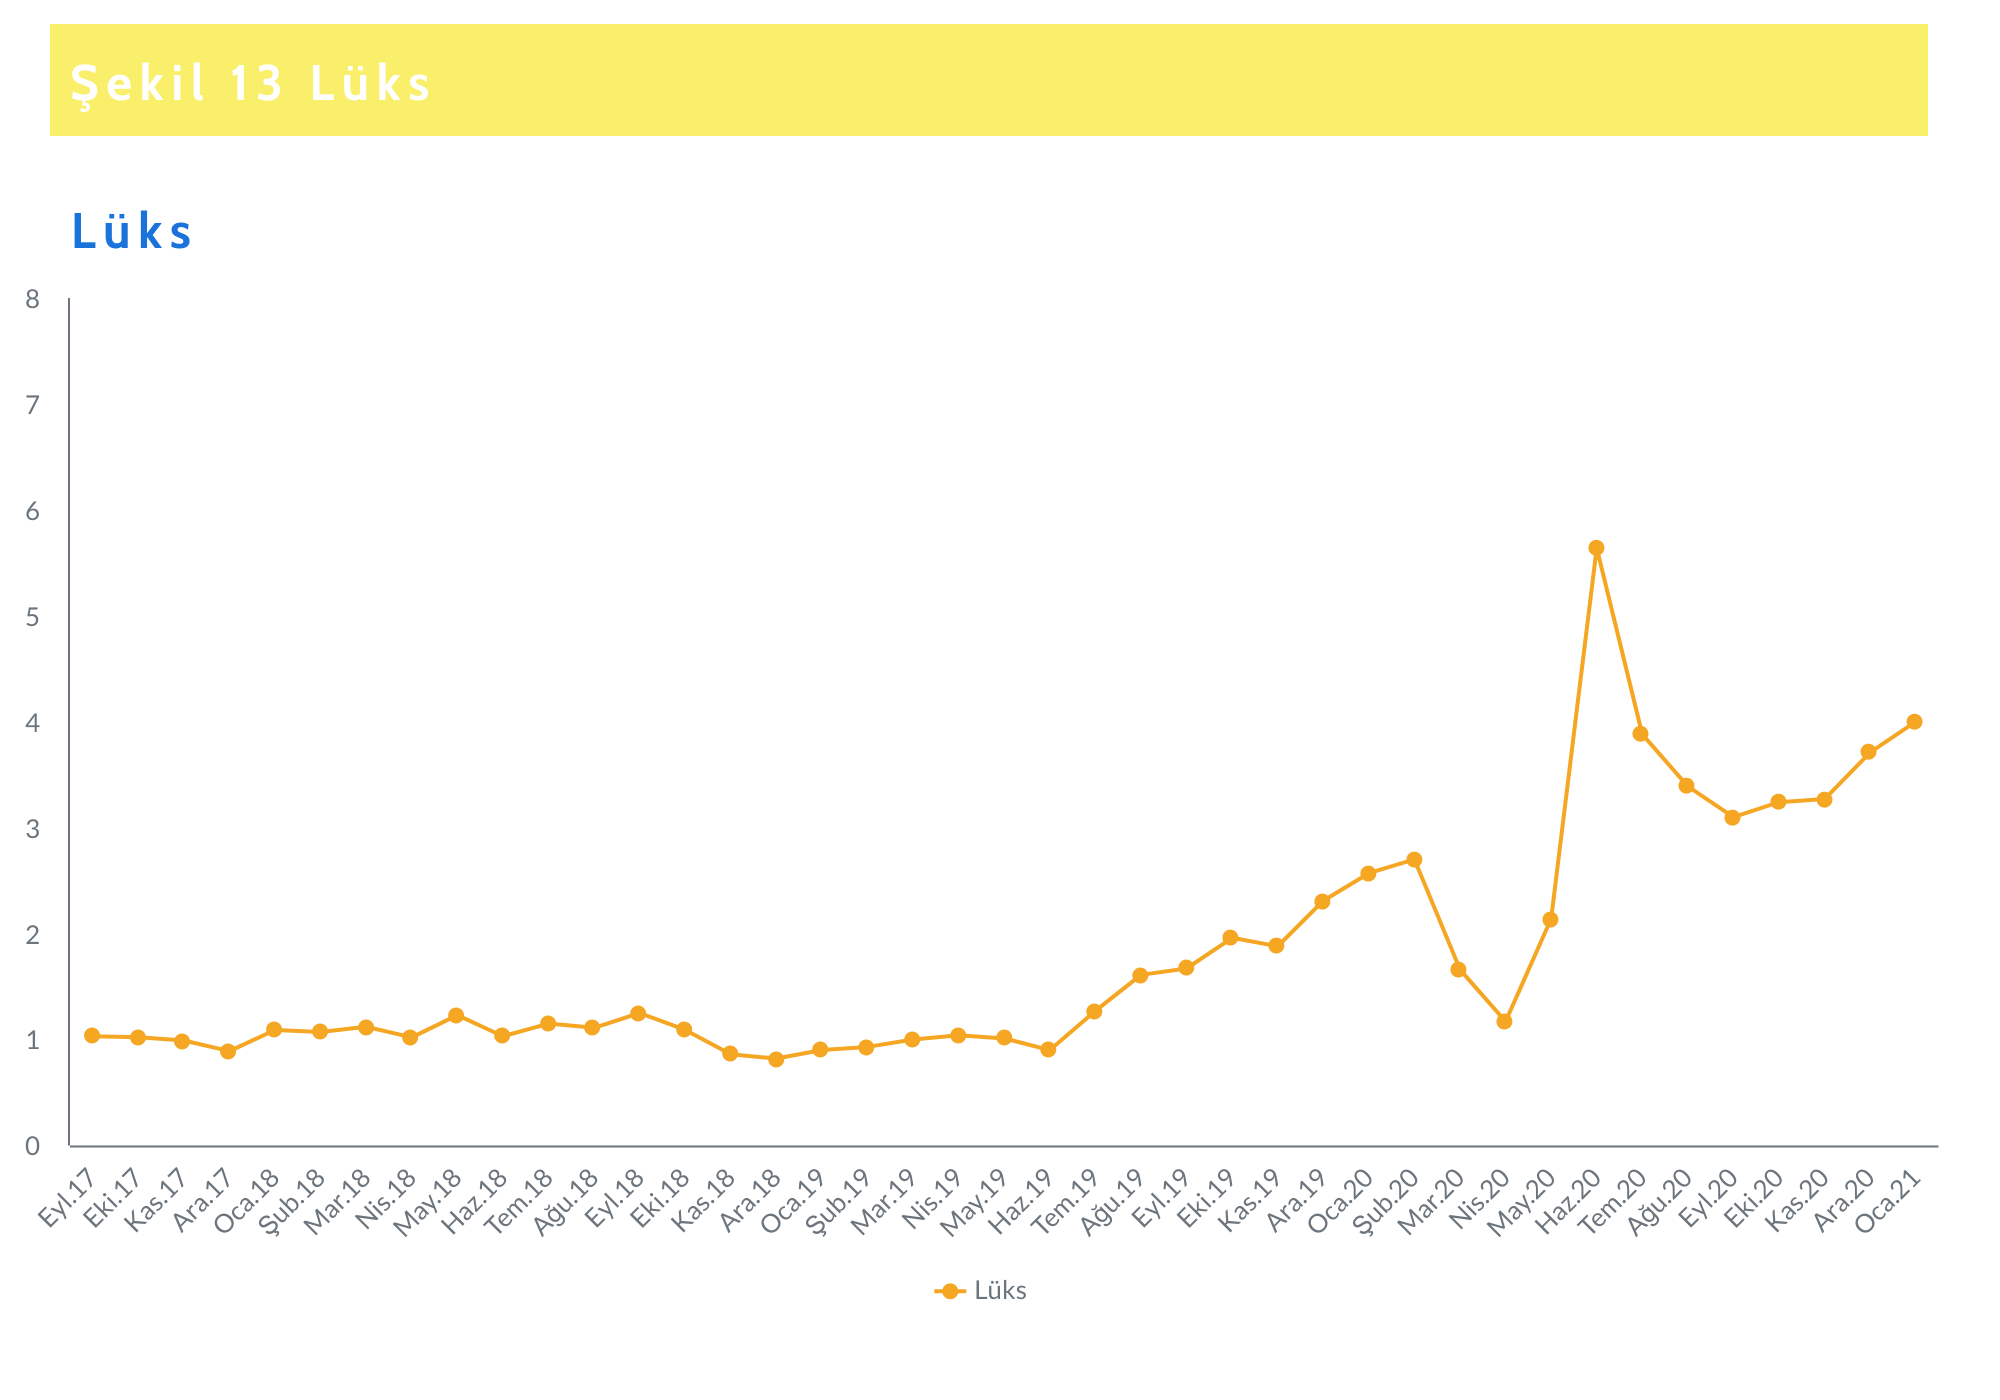 Şekil 13 Lüks
Lüks
8
7
6
5
4
3
2
1
0
Eyl.17
Eki.17
Kas.17
Ara.17
Oca.18
Şub.18
Mar.18
Nis.18
May.18
Haz.18
Tem.18
Ağu.18
Eyl.18
Eki.18
Kas.18
Ara.18
Oca.19
Şub.19
Mar.19
Nis.19
May.19
Haz.19
Tem.19
Ağu.19
Eyl.19
Eki.19
Kas.19
Ara.19
Oca.20
Şub.20
Mar.20
Nis.20
May.20
Haz.20
Tem.20
Ağu.20
Eyl.20
Eki.20
Kas.20
Ara.20
Oca.21
Lüks